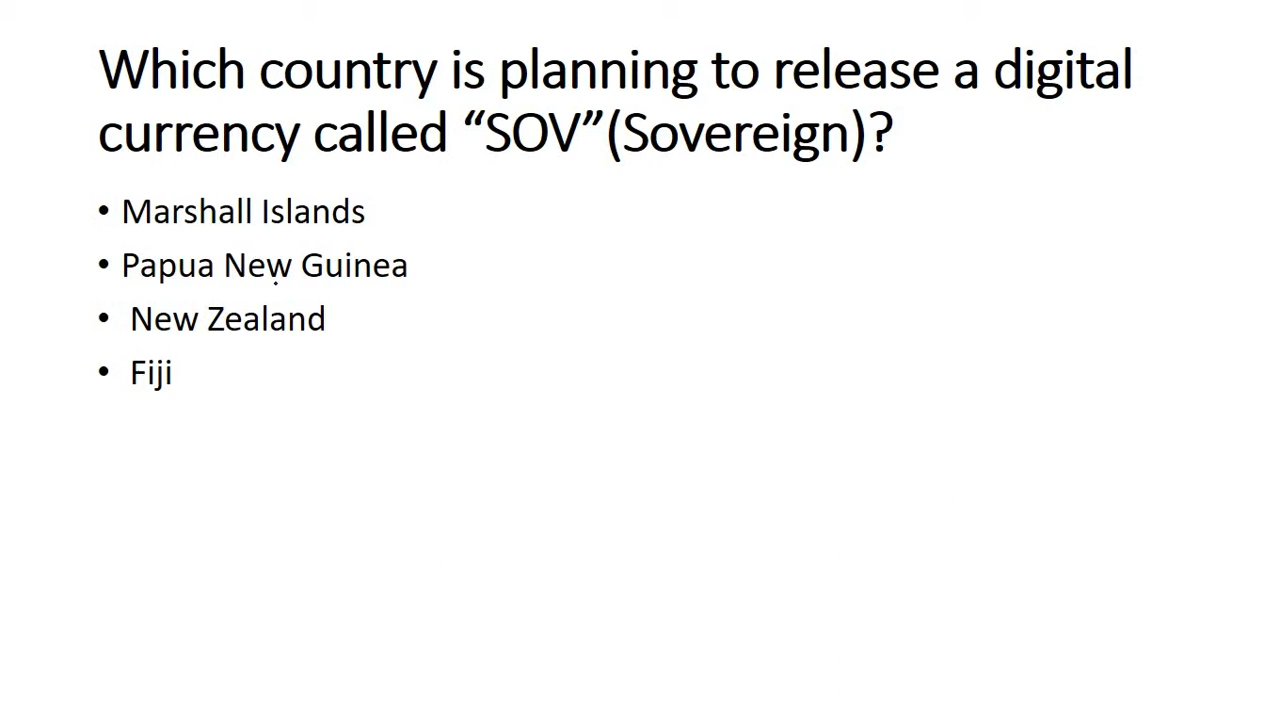 Which country is planning to release a digital
currency called “SOV”(Sovereign)?
• Marshall Islands
• Papua New Guinea
• New Zealand
• Fiji